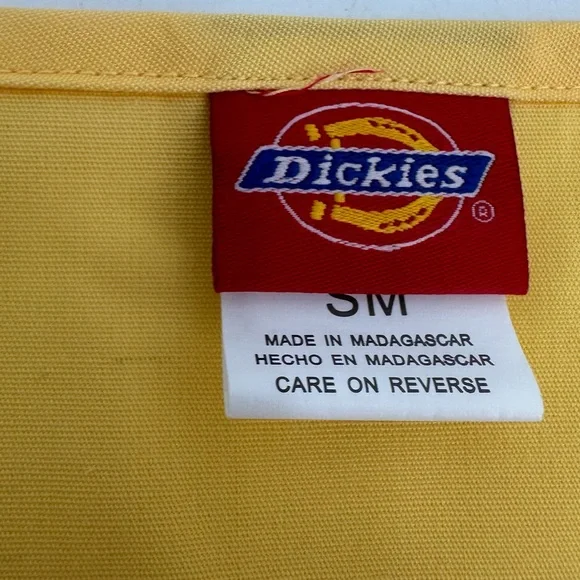 Dickies
®
SM
MADE IN MADAGASCAR
HECHO EN MADAGASCAR
CARE ON REVERSE